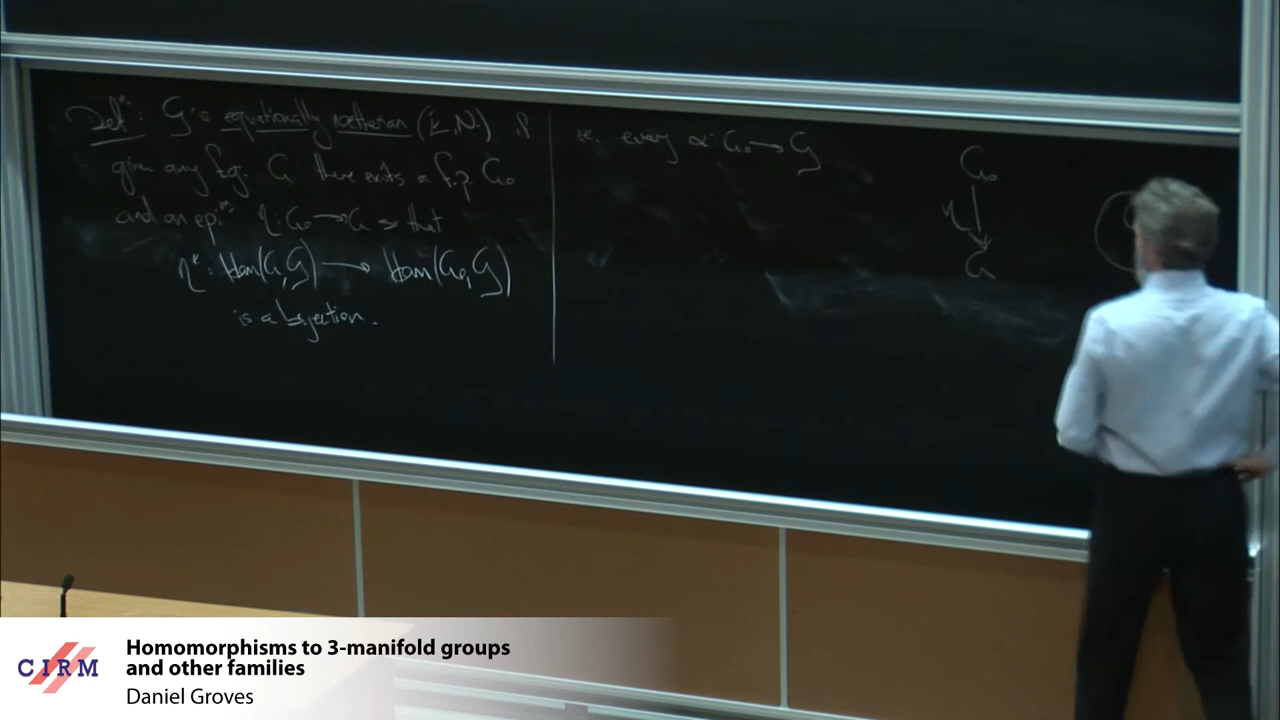 Defⁿ: 𝒢 is equationally noetherian (E.N.) if
given any f.g. G there exists a f.p. G₀
and an epiᵐ η: G₀ → G so that
η*: Hom(G, 𝒢) → Hom(G₀, 𝒢)
is a bijection.
i.e. every α: G₀ → 𝒢
G₀
η
G
CIRM
Homomorphisms to 3-manifold groups
and other families
Daniel Groves